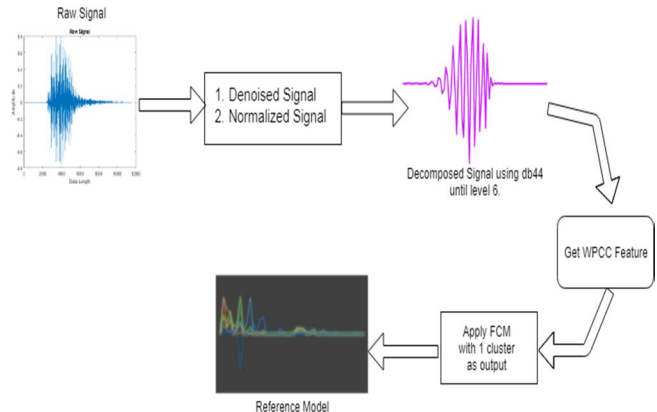 Raw Signal
Raw Signal
Data Length
1. Denoised Signal
2. Normalized Signal
Decomposed Signal using db44
until level 6.
Get WPCC Feature
Apply FCM
with 1 cluster
as output
Reference Model